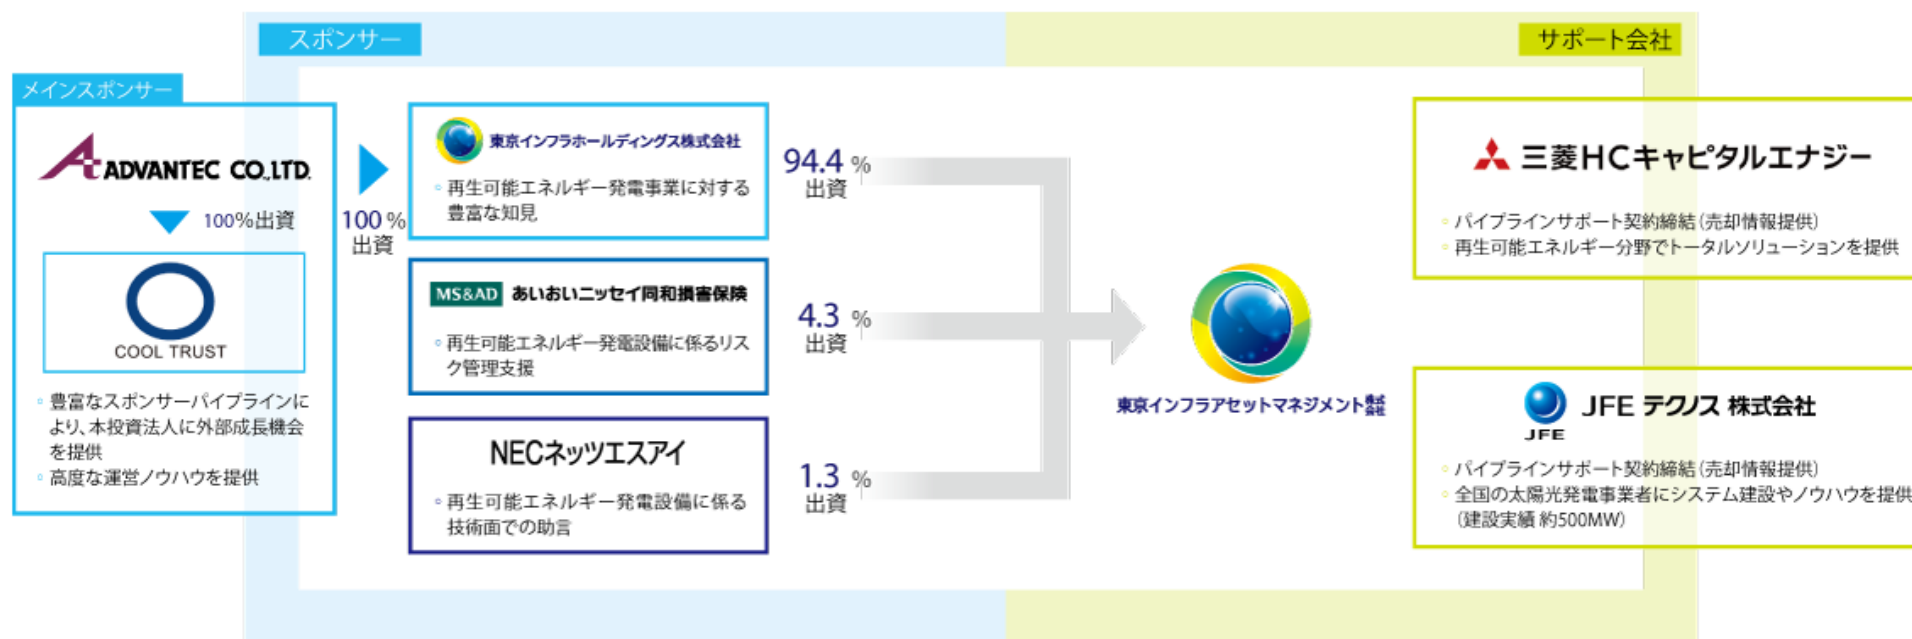 スポンサー
サポート会社
メインスポンサー
ADVANTEC CO.,LTD.
100%出資
COOL TRUST
豊富なスポンサーパイプラインに
より、本投資法人に外部成長機会
を提供
高度な運営ノウハウを提供
100 %
出資
東京インフラホールディングス株式会社
再生可能エネルギー発電事業に対する
豊富な知見
94.4 %
出資
MS&AD あいおいニッセイ同和損害保険
再生可能エネルギー発電設備に係るリス
ク管理支援
4.3 %
出資
NECネッツエスアイ
再生可能エネルギー発電設備に係る
技術面での助言
1.3 %
出資
東京インフラアセットマネジメント株式会社
三菱HCキャピタルエナジー
パイプラインサポート契約締結(売却情報提供)
再生可能エネルギー分野でトータルソリューションを提供
JFE
JFE テクノス 株式会社
パイプラインサポート契約締結(売却情報提供)
全国の太陽光発電事業者にシステム建設やノウハウを提供
(建設実績 約500MW)